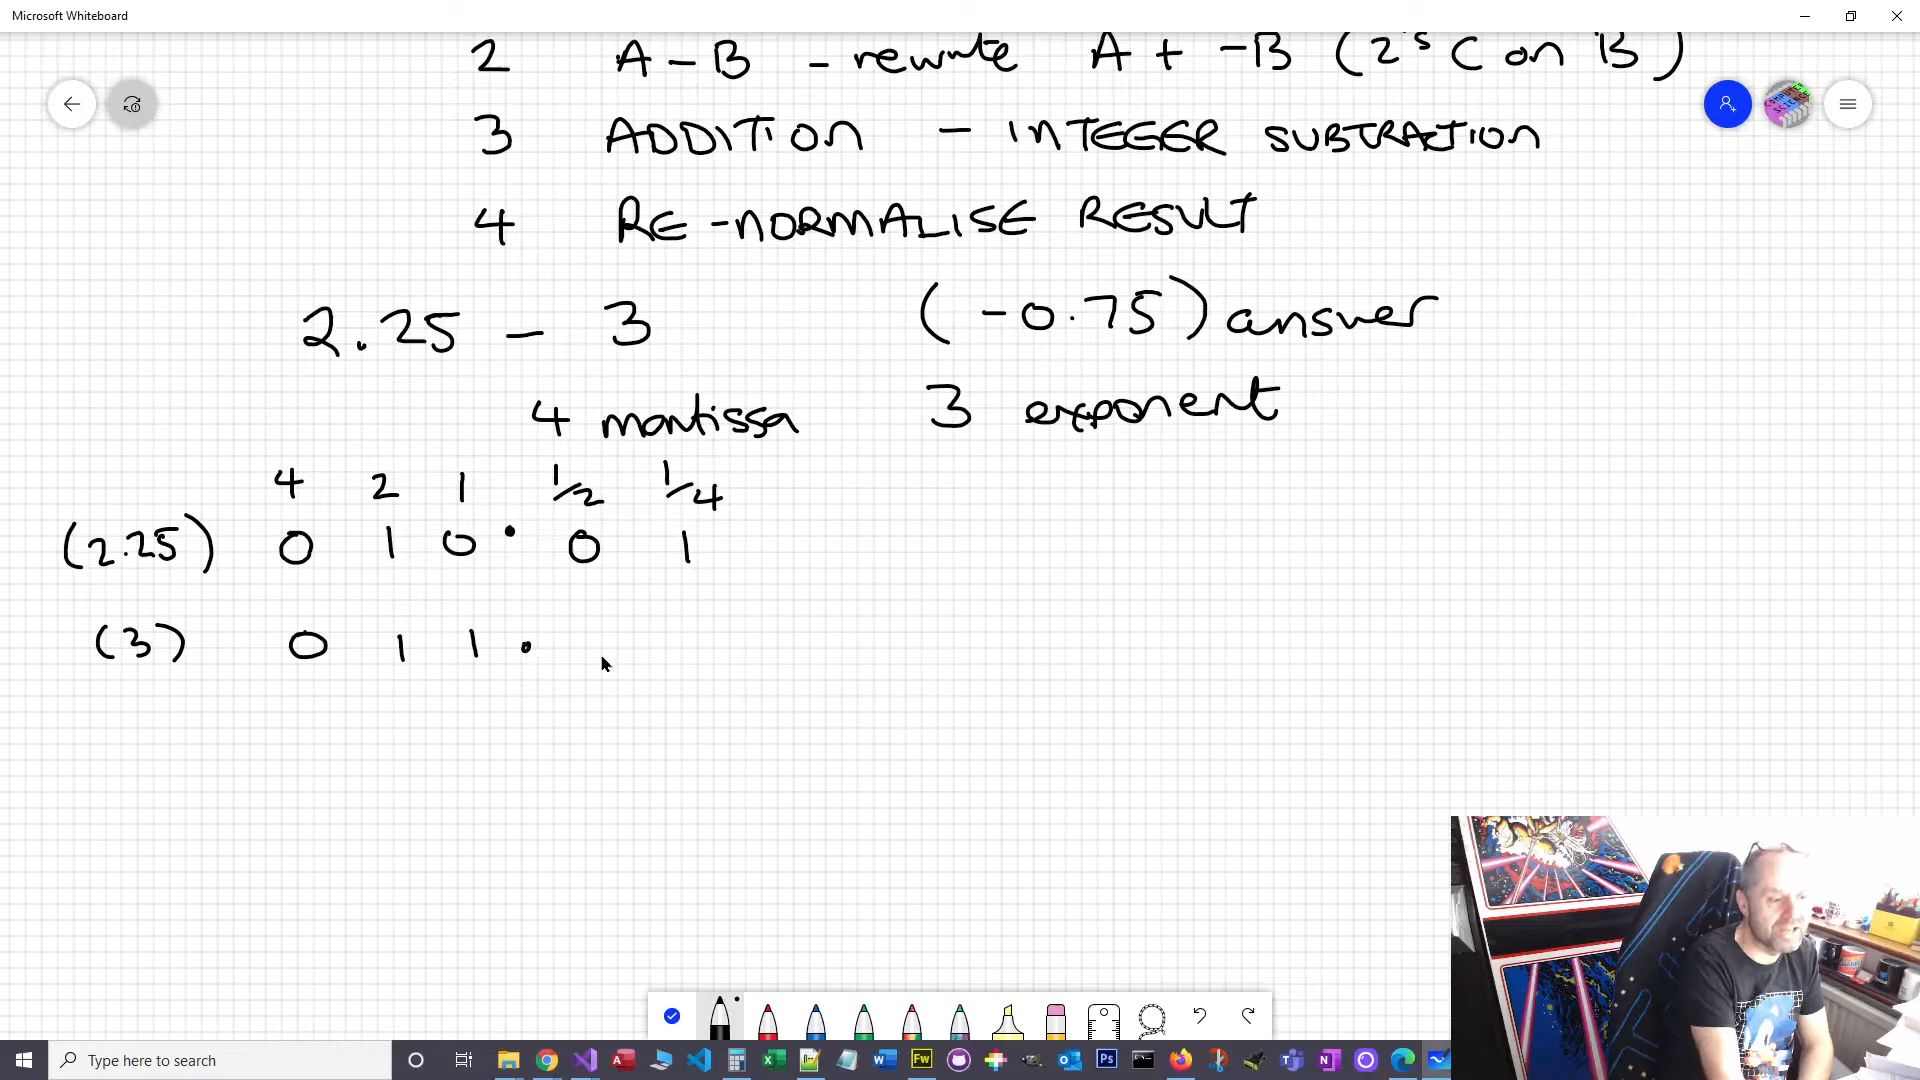 Microsoft Whiteboard
2 A - B - rewrite A + -B (2's C on B)
3 ADDITION - INTEGER SUBTRACTION
4 RE-NORMALISE RESULT
2.25 - 3 (-0.75) answer
4 mantissa 3 exponent
4 2 1 1/2 1/4
(2.25) 0 1 0 . 0 1
(3) 0 1 1 .
Type here to search